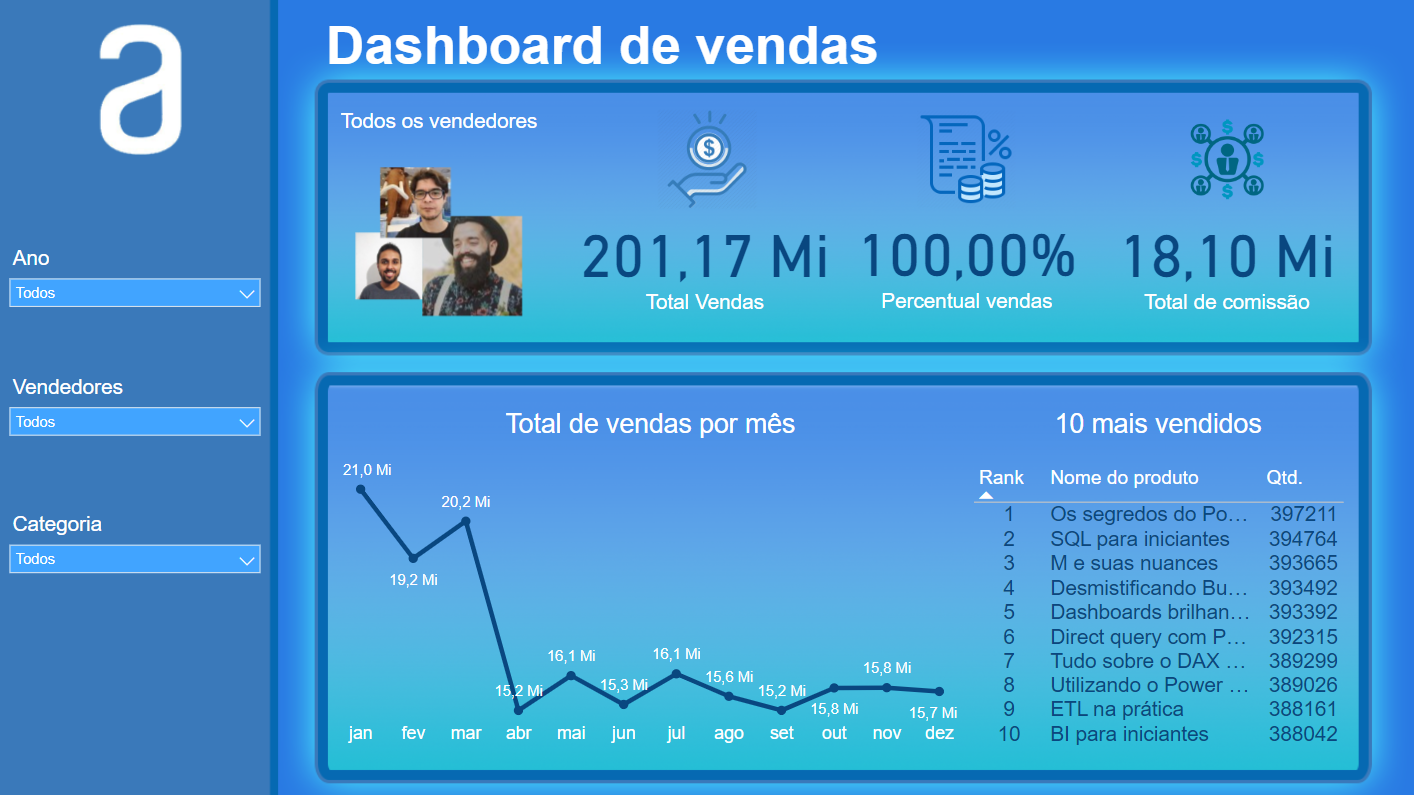 a
Dashboard de vendas
Ano
Todos
Vendedores
Todos
Categoria
Todos
Todos os vendedores
201,17 Mi
Total Vendas
100,00%
Percentual vendas
18,10 Mi
Total de comissão
Total de vendas por mês
21,0 Mi
19,2 Mi
20,2 Mi
15,2 Mi
16,1 Mi
15,3 Mi
16,1 Mi
15,6 Mi
15,2 Mi
15,8 Mi
15,8 Mi
15,7 Mi
jan fev mar abr mai jun jul ago set out nov dez
10 mais vendidos
Rank Nome do produto Qtd.
1 Os segredos do Po… 397211
2 SQL para iniciantes 394764
3 M e suas nuances 393665
4 Desmistificando Bu… 393492
5 Dashboards brilhan… 393392
6 Direct query com P… 392315
7 Tudo sobre o DAX … 389299
8 Utilizando o Power … 389026
9 ETL na prática 388161
10 BI para iniciantes 388042